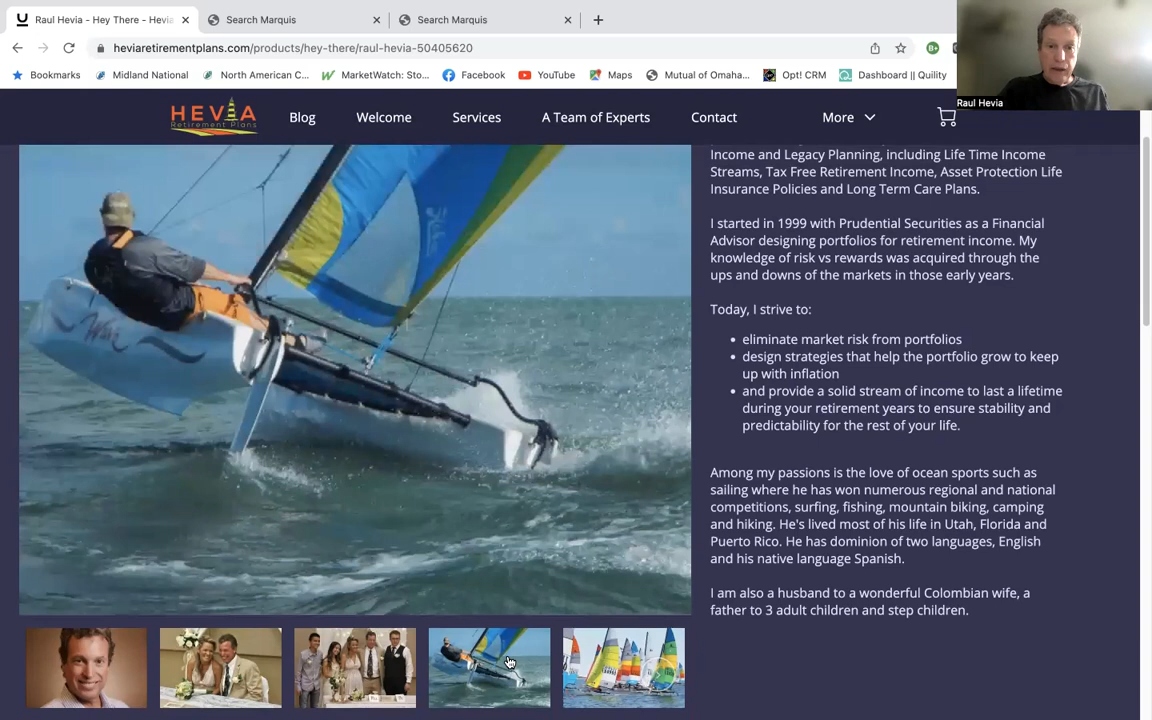 Raul Hevia - Hey There - Hevia
Search Marquis
Search Marquis
heviaretirementplans.com/products/hey-there/raul-hevia-50405620
Bookmarks
Midland National
North American C...
MarketWatch: Sto...
Facebook
YouTube
Maps
Mutual of Omaha...
Opt! CRM
Dashboard || Quility
Raul Hevia
HEVIA
Retirement Plans
Blog
Welcome
Services
A Team of Experts
Contact
More
Income and Legacy Planning, including Life Time Income
Streams, Tax Free Retirement Income, Asset Protection Life
Insurance Policies and Long Term Care Plans.
I started in 1999 with Prudential Securities as a Financial
Advisor designing portfolios for retirement income. My
knowledge of risk vs rewards was acquired through the
ups and downs of the markets in those early years.
Today, I strive to:
eliminate market risk from portfolios
design strategies that help the portfolio grow to keep
up with inflation
and provide a solid stream of income to last a lifetime
during your retirement years to ensure stability and
predictability for the rest of your life.
Among my passions is the love of ocean sports such as
sailing where he has won numerous regional and national
competitions, surfing, fishing, mountain biking, camping
and hiking. He's lived most of his life in Utah, Florida and
Puerto Rico. He has dominion of two languages, English
and his native language Spanish.
I am also a husband to a wonderful Colombian wife, a
father to 3 adult children and step children.